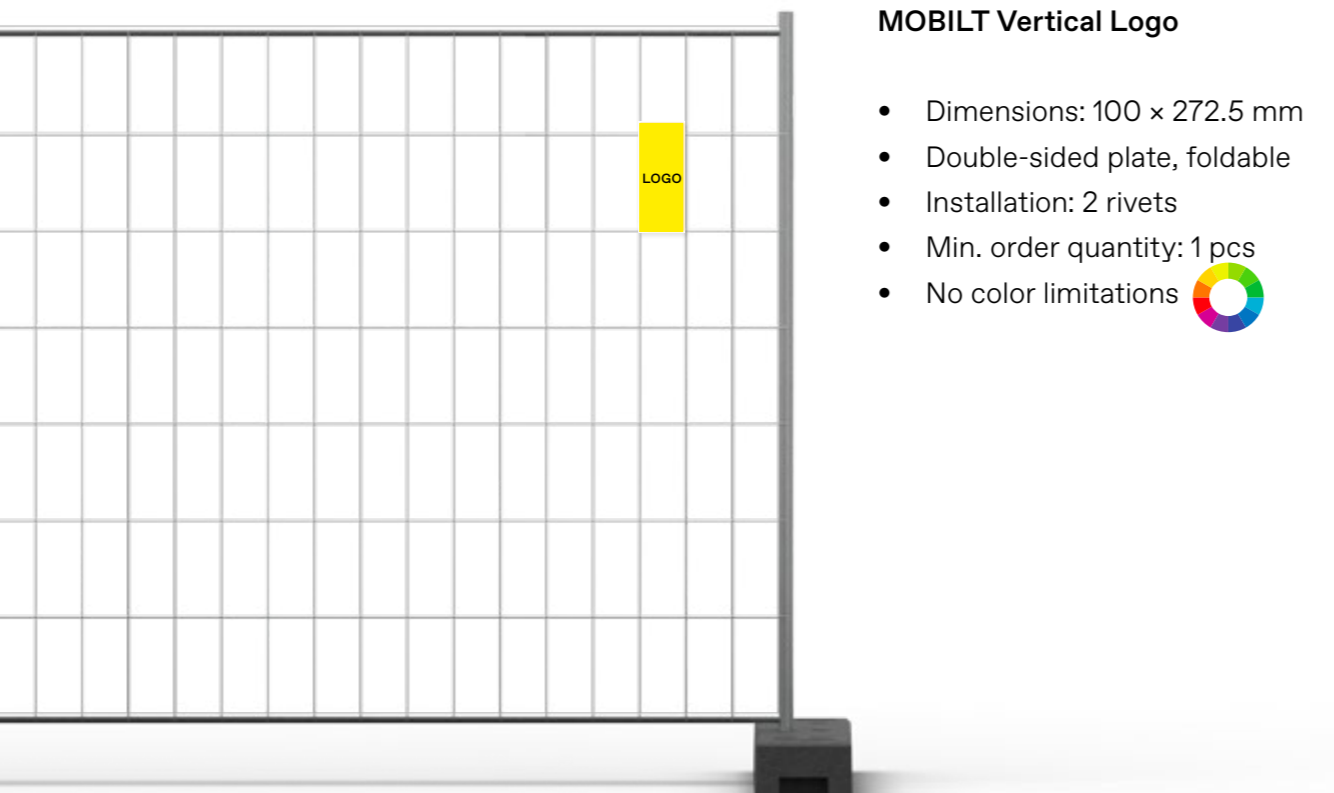 MOBILT Vertical Logo
• Dimensions: 100 × 272.5 mm
• Double-sided plate, foldable
• Installation: 2 rivets
• Min. order quantity: 1 pcs
• No color limitations
LOGO